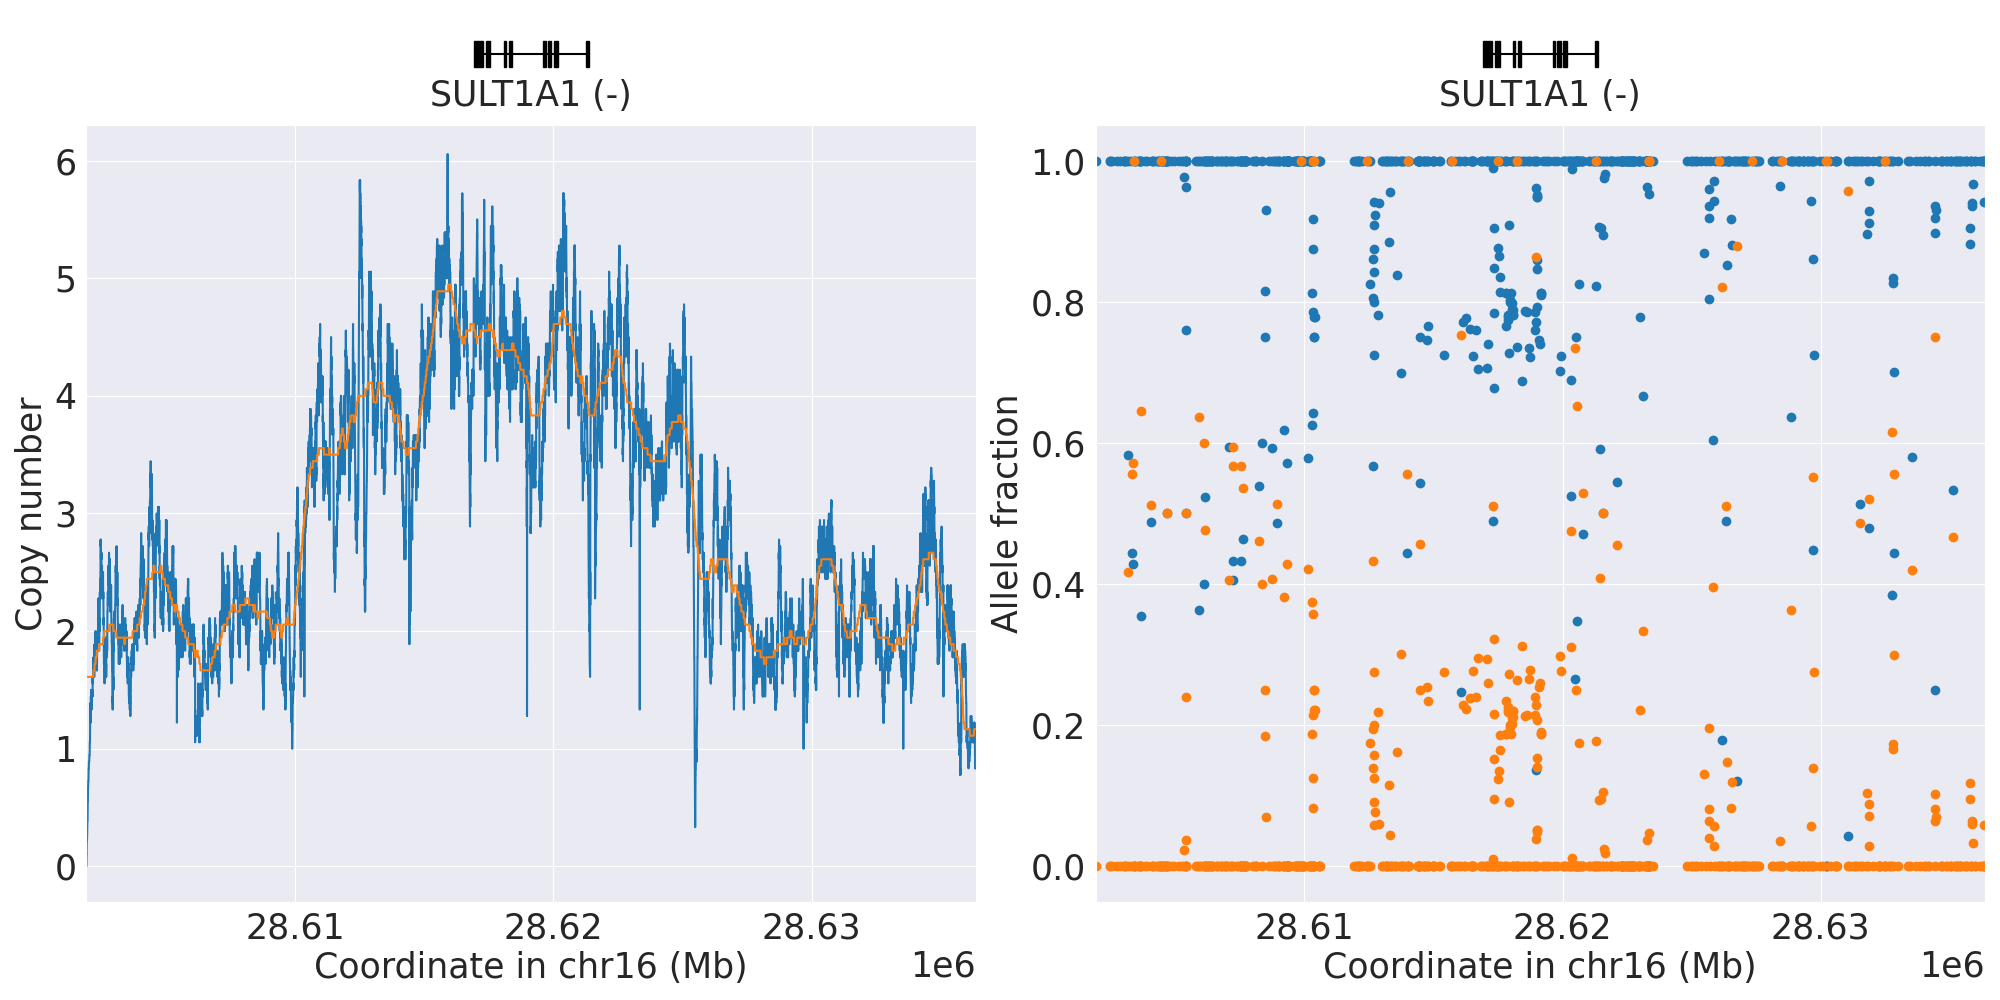 SULT1A1 (-)
Copy number
6
5
4
3
2
1
0
28.61
28.62
28.63
Coordinate in chr16 (Mb)
1e6
SULT1A1 (-)
Allele fraction
1.0
0.8
0.6
0.4
0.2
0.0
28.61
28.62
28.63
Coordinate in chr16 (Mb)
1e6